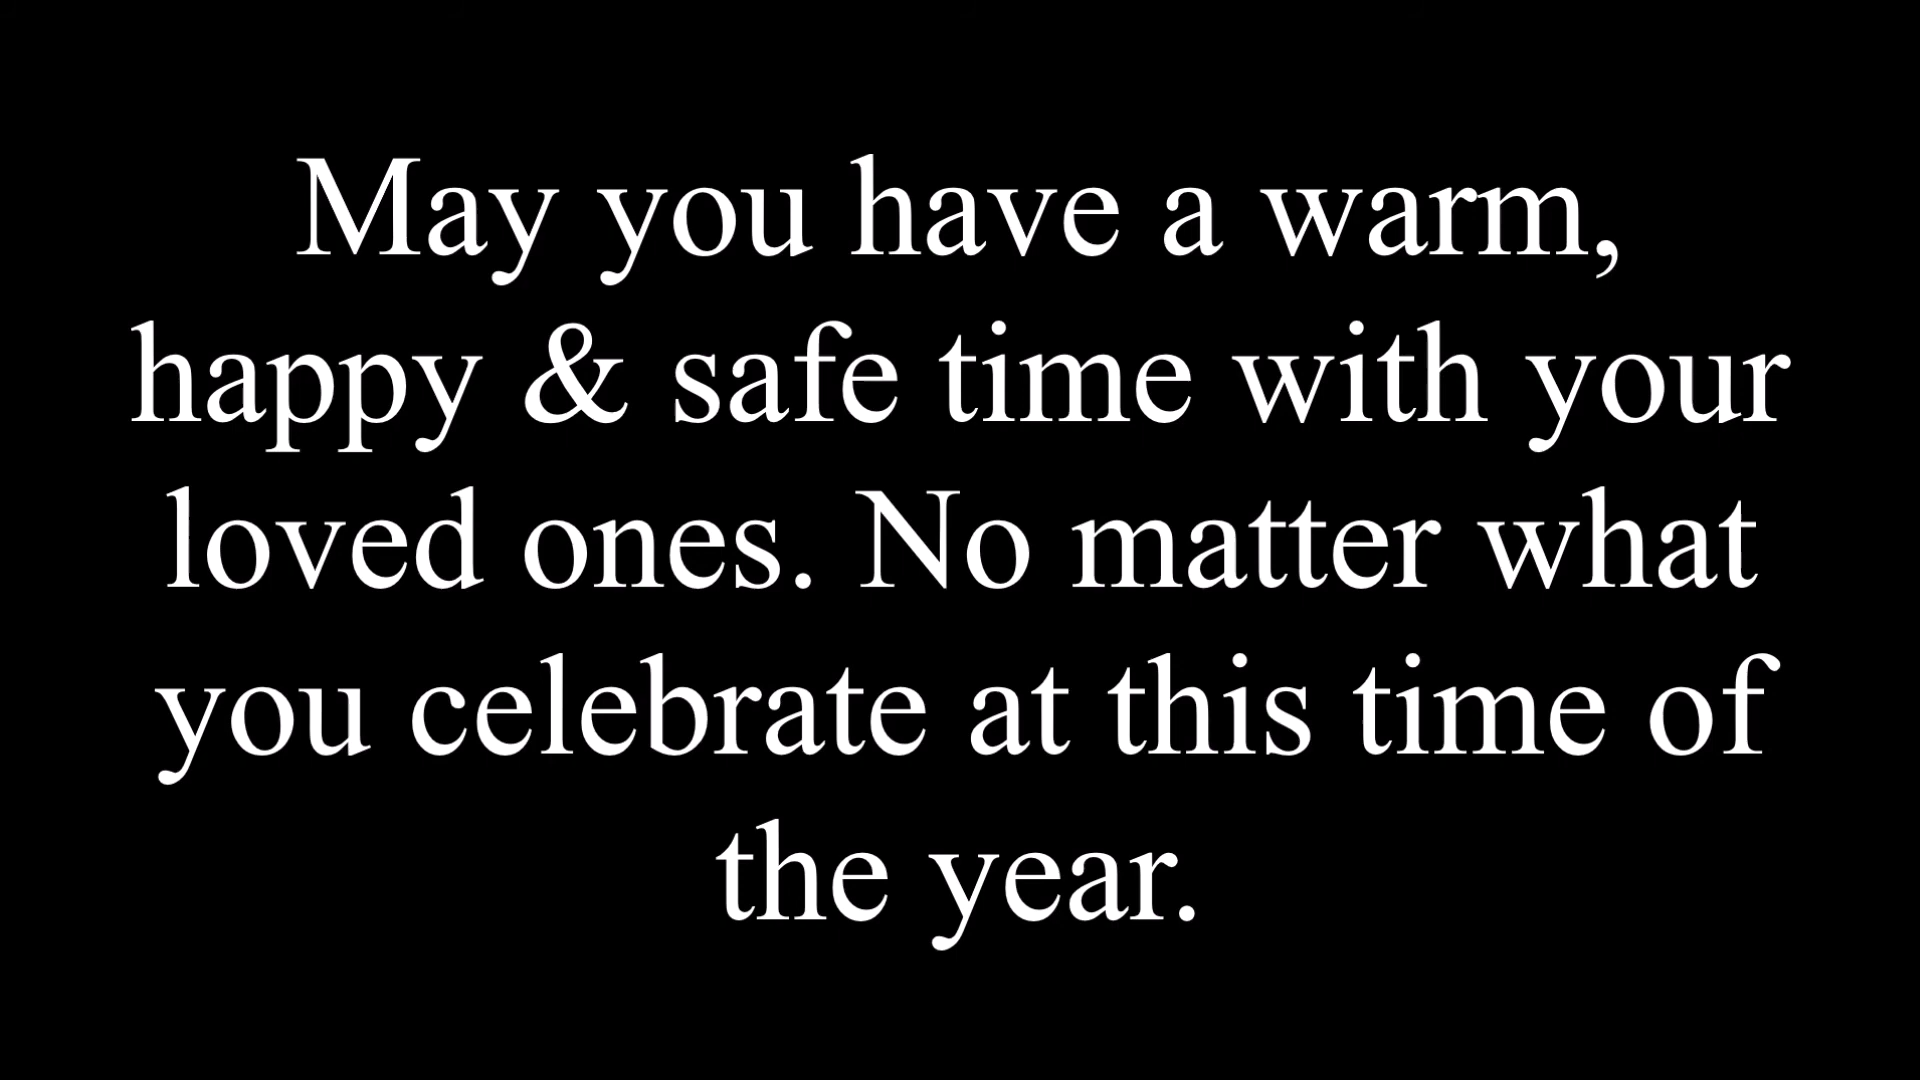 May you have a warm,
happy & safe time with your
loved ones. No matter what
you celebrate at this time of
the year.